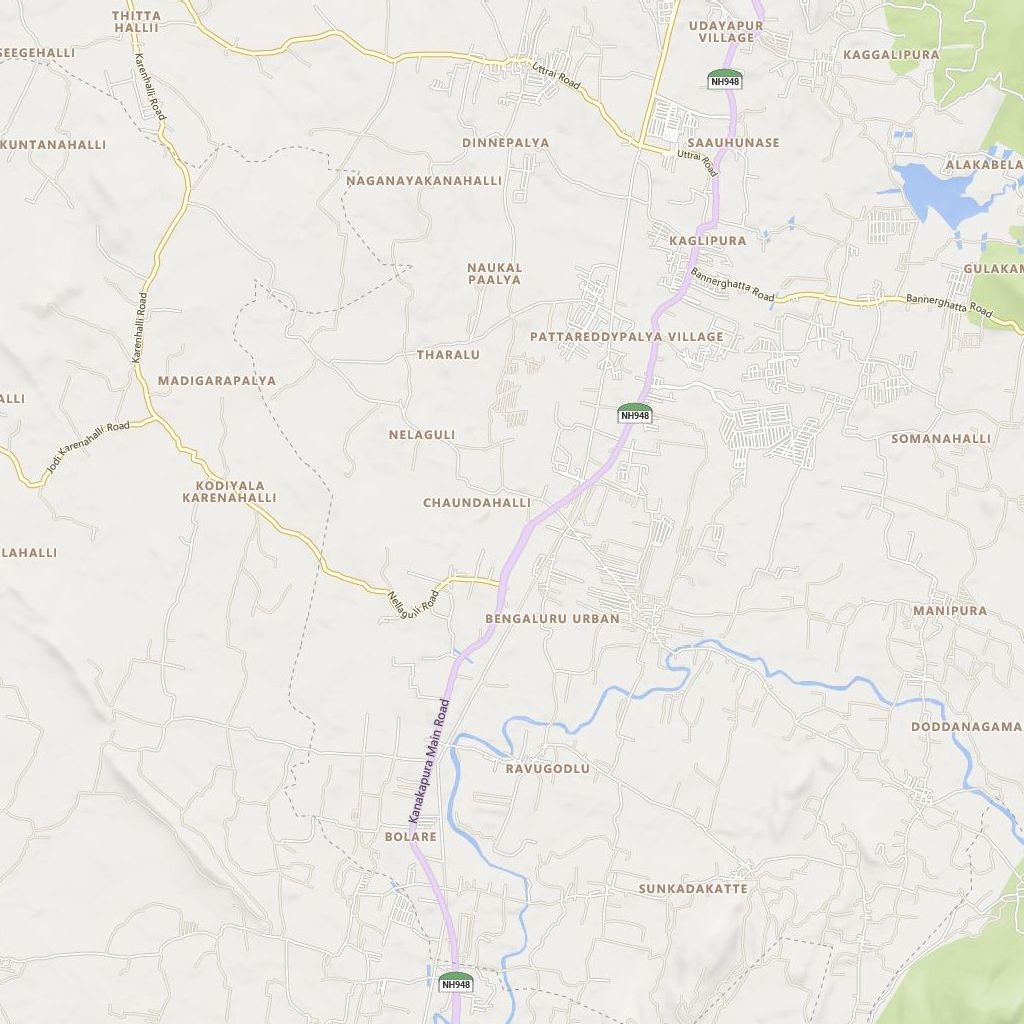 THITTA
HALLII
UDAYAPUR
VILLAGE
SEEGEHALLI
KAGGALIPURA
Uttrai Road
NH948
Karenhalli Road
KUNTANAHALLI
DINNEPALYA
SAAUHUNASE
Uttrai Road
ALAKABELA
NAGANAYAKANAHALLI
KAGLIPURA
NAUKAL
PAALYA
GULAKAM
Bannerghatta Road
Bannerghatta Road
Karenhalli Road
PATTAREDDYPALYA VILLAGE
THARALU
MADIGARAPALYA
ALLI
NH948
Jodi Karenahalli Road
NELAGULI
SOMANAHALLI
KODIYALA
KARENAHALLI
CHAUNDAHALLI
LAHALLI
Nellaguli Road
BENGALURU URBAN
MANIPURA
Kanakapura Main Road
DODDANAGAMA
RAVUGODLU
BOLARE
SUNKADAKATTE
NH948